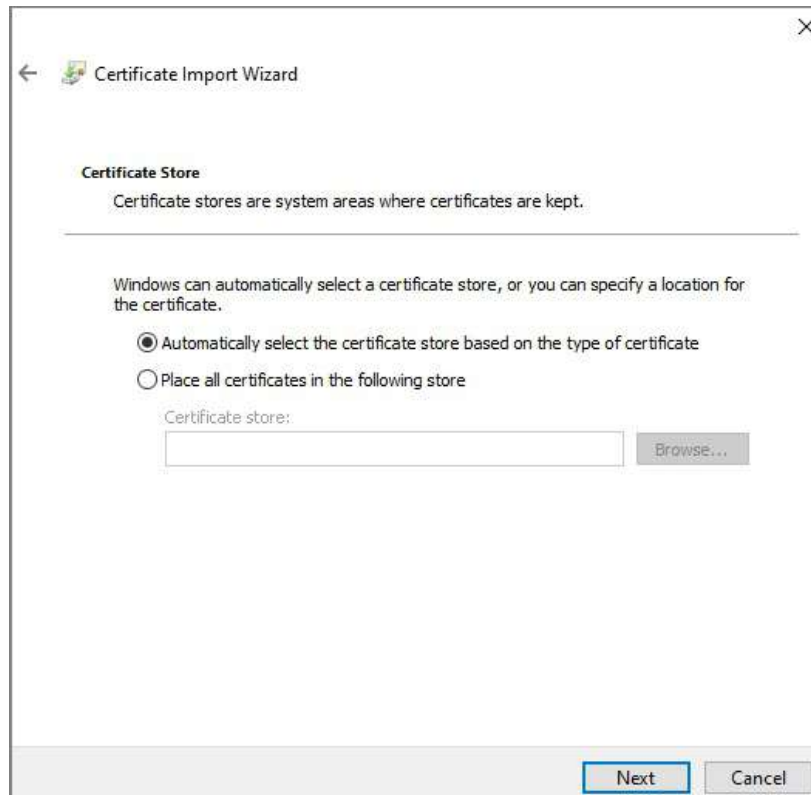 Certificate Import Wizard
Certificate Store
Certificate stores are system areas where certificates are kept.
Windows can automatically select a certificate store, or you can specify a location for
the certificate.
Automatically select the certificate store based on the type of certificate
Place all certificates in the following store
Certificate store:
Browse...
Next
Cancel